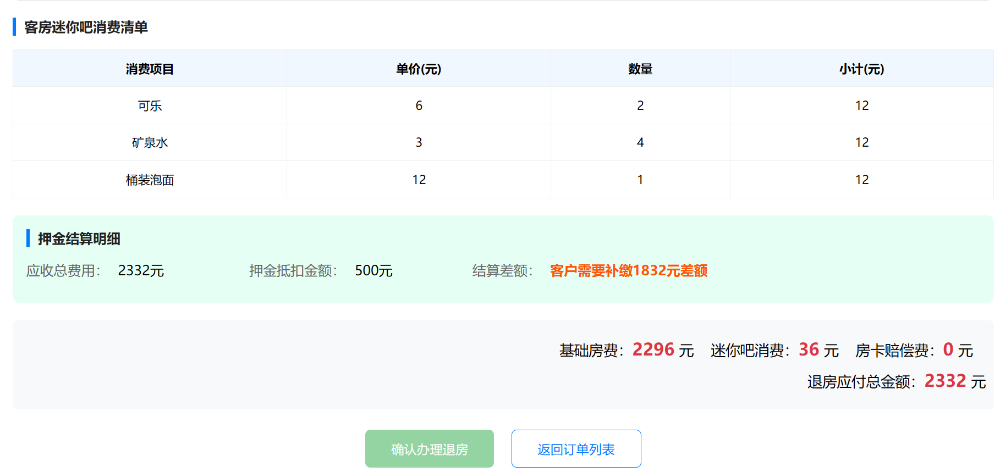 客房迷你吧消费清单
消费项目 单价(元) 数量 小计(元)
可乐 6 2 12
矿泉水 3 4 12
桶装泡面 12 1 12
押金结算明细
应收总费用： 2332元 押金抵扣金额： 500元 结算差额： 客户需要补缴1832元差额
基础房费：2296 元 迷你吧消费：36 元 房卡赔偿费：0 元
退房应付总金额：2332 元
确认办理退房 返回订单列表